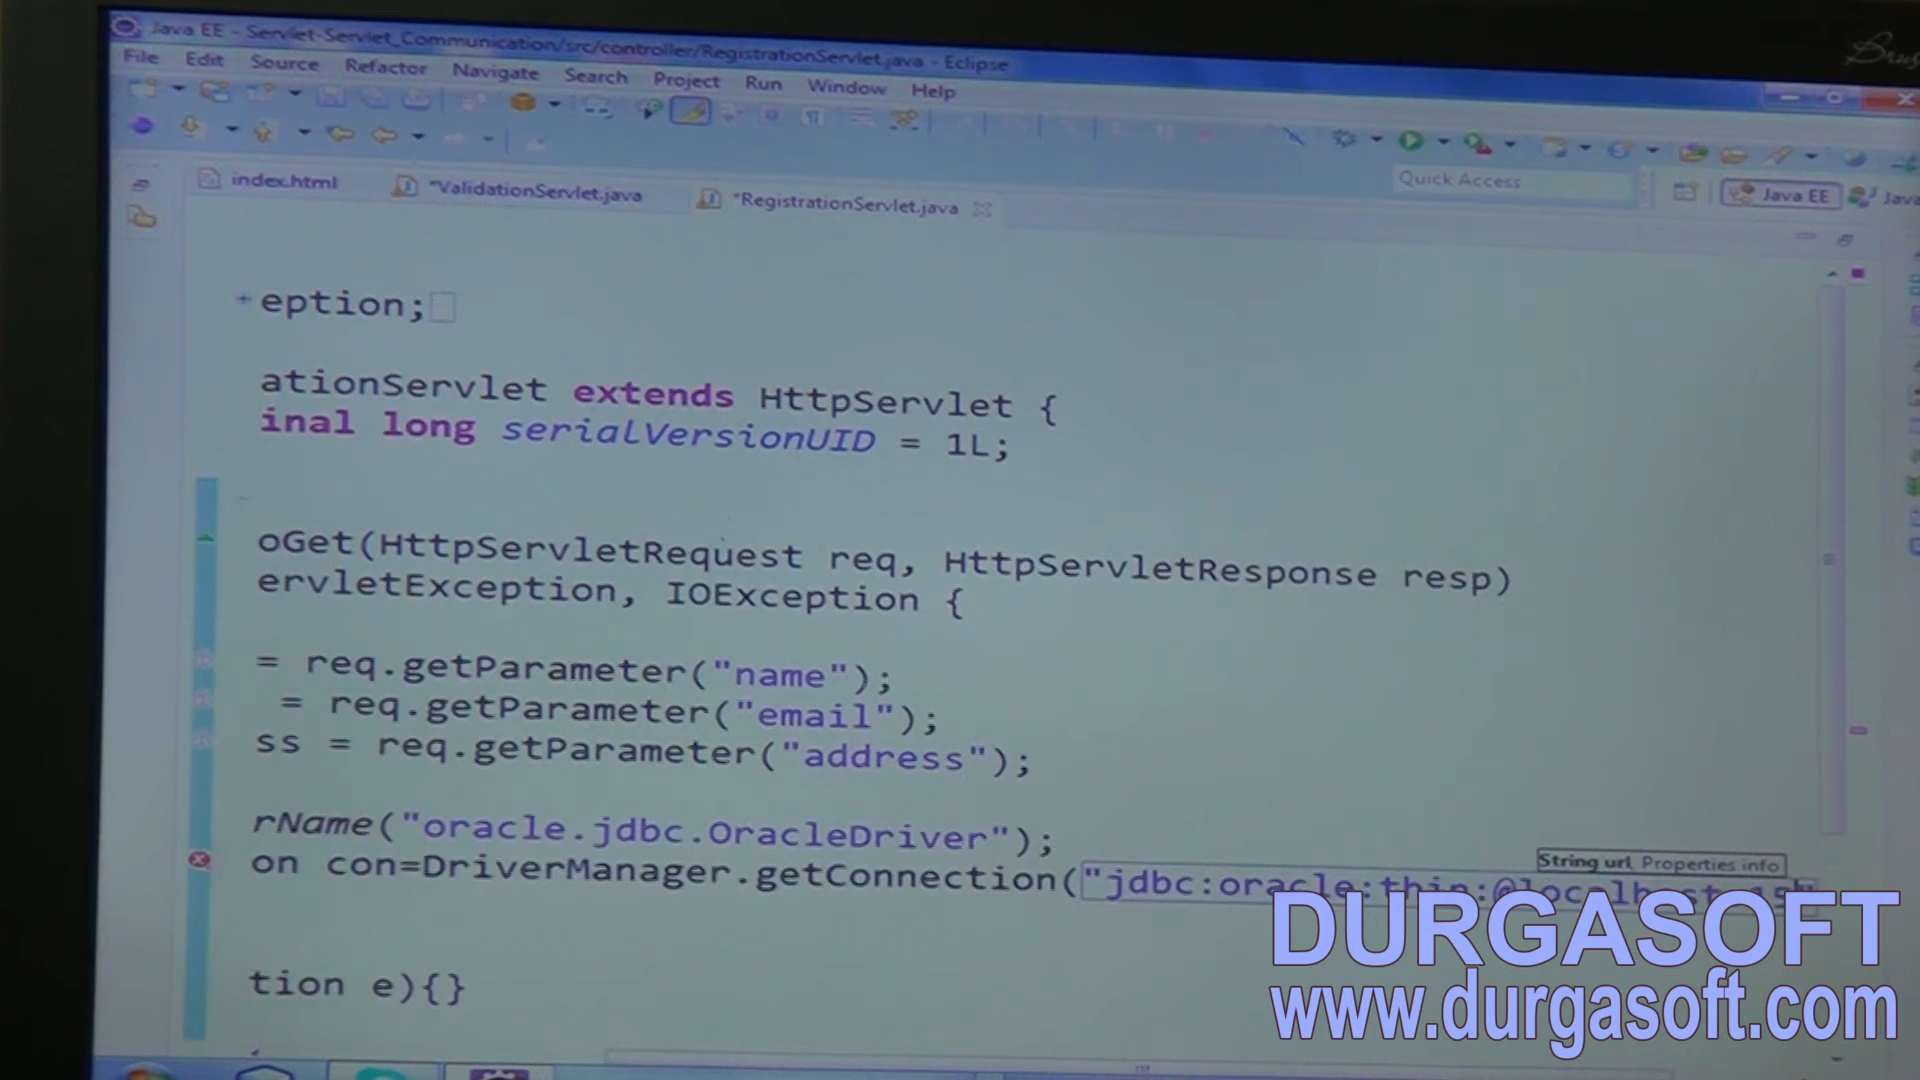 Java EE - Servlet-Servlet_Communication/src/controller/RegistrationServlet.java - Eclipse
File Edit Source Refactor Navigate Search Project Run Window Help
Quick Access
Java EE
Java
index.html
*ValidationServlet.java
*RegistrationServlet.java
eption;
ationServlet extends HttpServlet {
inal long serialVersionUID = 1L;
oGet(HttpServletRequest req, HttpServletResponse resp)
ervletException, IOException {
= req.getParameter("name");
= req.getParameter("email");
ss = req.getParameter("address");
rName("oracle.jdbc.OracleDriver");
String url, Properties info
on con=DriverManager.getConnection("jdbc:oracle:thin:@localhost
tion e){}
DURGASOFT
www.durgasoft.com